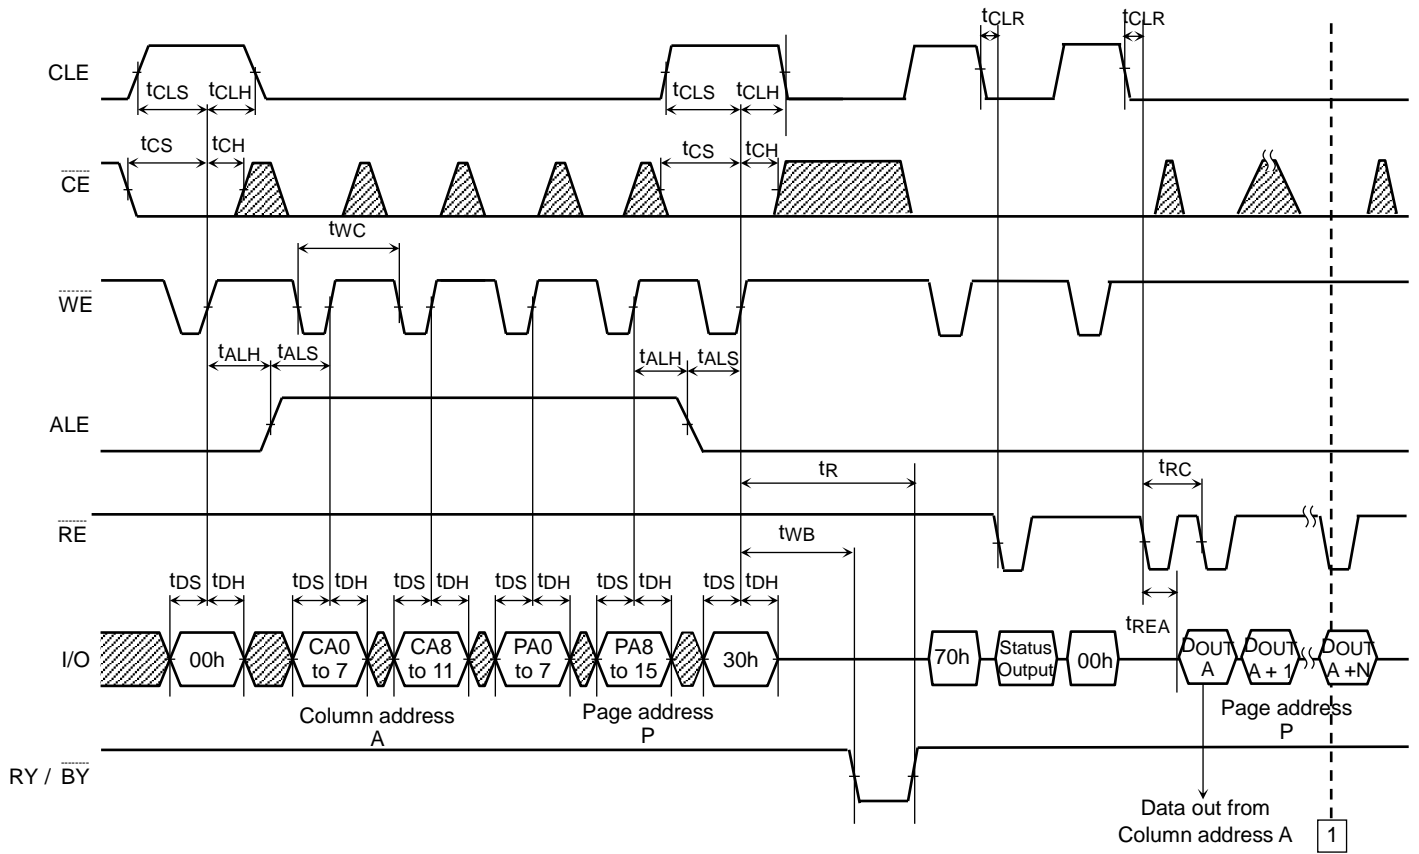 tCLR tCLR
CLE
tCLS tCLH tCLS tCLH
tCS tCH tCS tCH
CE
tWC
WE
tALH tALS tALH tALS
ALE
tR tRC
RE
tWB
tDS tDH tDS tDH tDS tDH tDS tDH tDS tDH tDS tDH
tREA
I/O
00h
CA0
to 7
CA8
to 11
PA0
to 7
PA8
to 15
30h
70h
Status
Output
00h
DOUT
A
DOUT
A + 1
DOUT
A +N
Column address
A
Page address
P
Page address
P
RY / BY
Data out from
Column address A
1